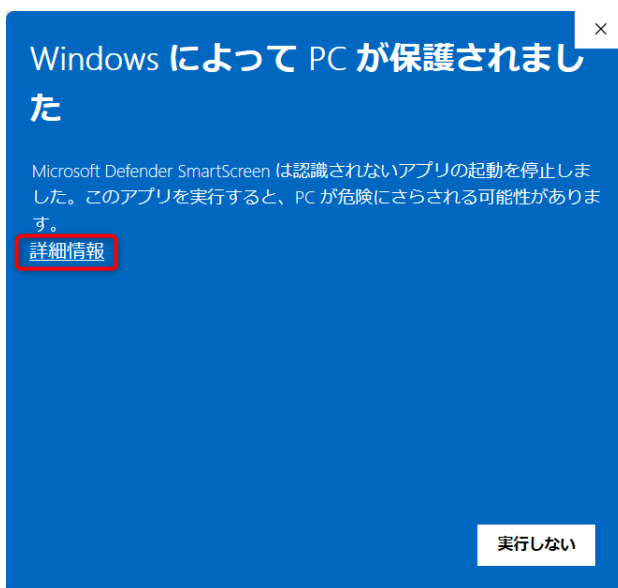 Windows によって PC が保護されまし
た
Microsoft Defender SmartScreen は認識されないアプリの起動を停止しま
した。このアプリを実行すると、PC が危険にさらされる可能性がありま
す。
詳細情報
実行しない